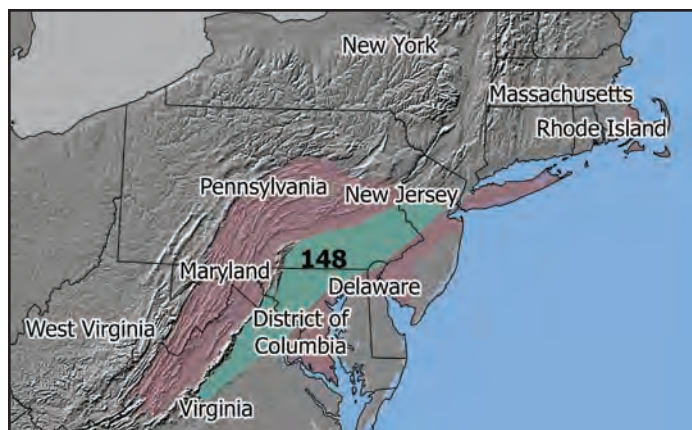 New York
Massachusetts
Rhode Island
Pennsylvania
New Jersey
148
Maryland
Delaware
West Virginia
District of
Columbia
Virginia